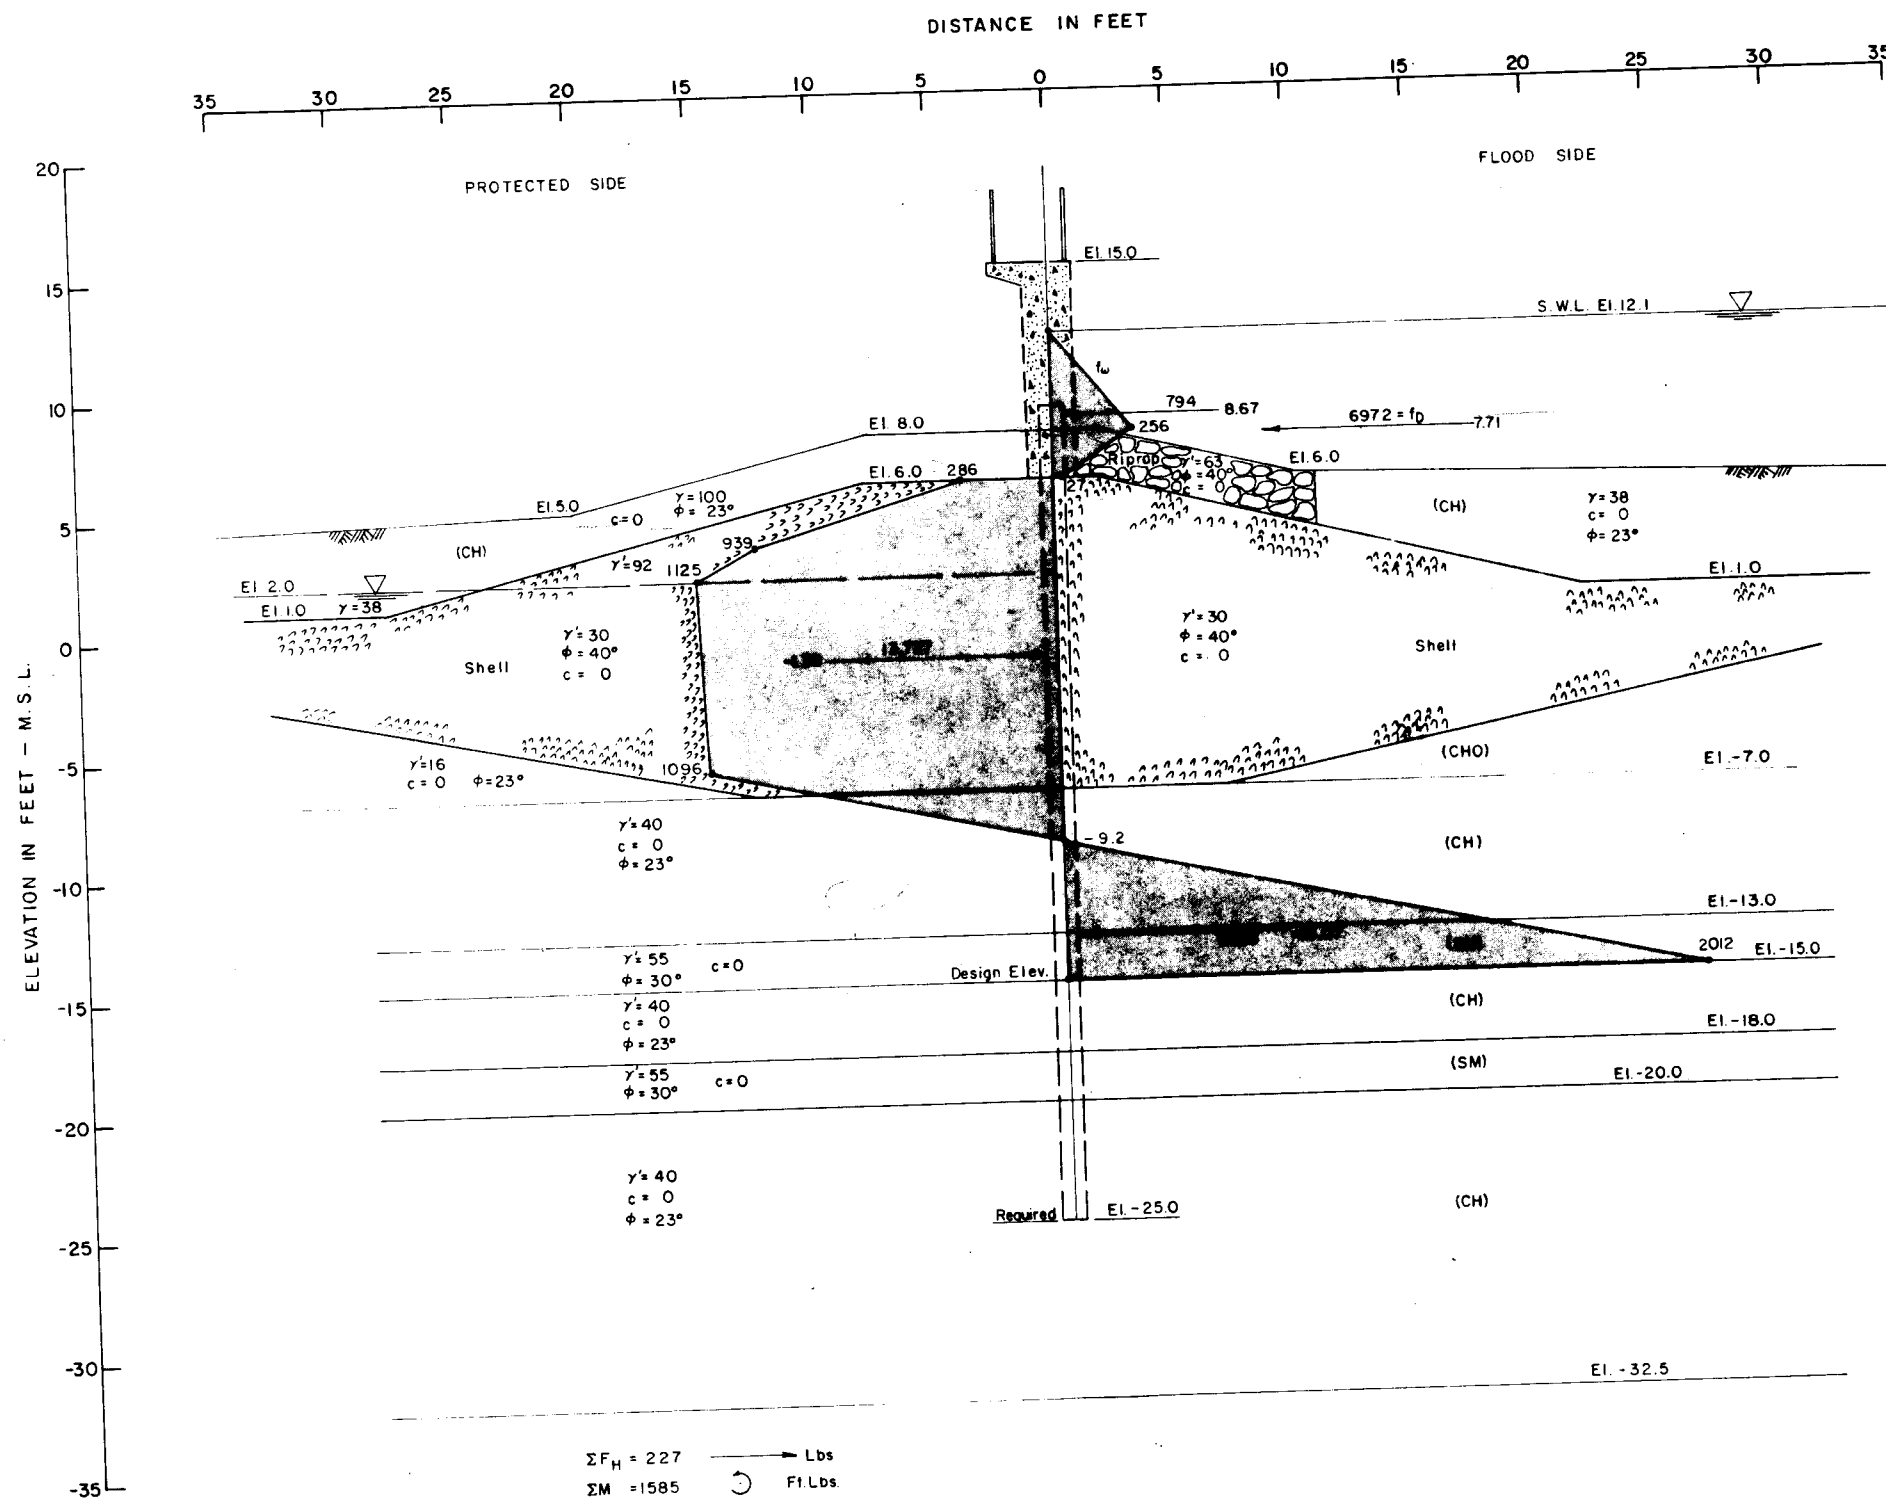 DISTANCE IN FEET
35 30 25 20 15 10 5 0 5 10 15 20 25 30 35
PROTECTED SIDE
FLOOD SIDE
ELEVATION IN FEET – M.S.L.
20
15
10
5
0
-5
-10
-15
-20
-25
-30
-35
El. 15.0
S.W.L. El. 12.1
fω
794
8.67
256
6972 = fD
7.71
El. 8.0
El. 6.0
286
El. 5.0
c = 0
γ = 100
φ = 23°
Riprap
γ' = 63
φ = 40°
c = 0
El. 6.0
27
(CH)
γ = 38
c = 0
φ = 23°
(CH)
939
γ' = 92
1125
El. 2.0
El. 1.0
γ = 38
El. 1.0
Shell
γ' = 30
φ = 40°
c = 0
γ' = 30
φ = 40°
c = 0
Shell
1096
γ' = 16
c = 0 φ = 23°
(CHO)
El. -7.0
γ' = 40
c = 0
φ = 23°
- 9.2
(CH)
El. -13.0
γ' = 55
φ = 30°
c = 0
Design Elev.
2012
El. -15.0
γ' = 40
c = 0
φ = 23°
(CH)
El. -18.0
γ' = 55
φ = 30°
c = 0
(SM)
El. -20.0
γ' = 40
c = 0
φ = 23°
(CH)
Required
El. -25.0
El. -32.5
ΣFH = 227 Lbs
ΣM = 1585 Ft. Lbs.